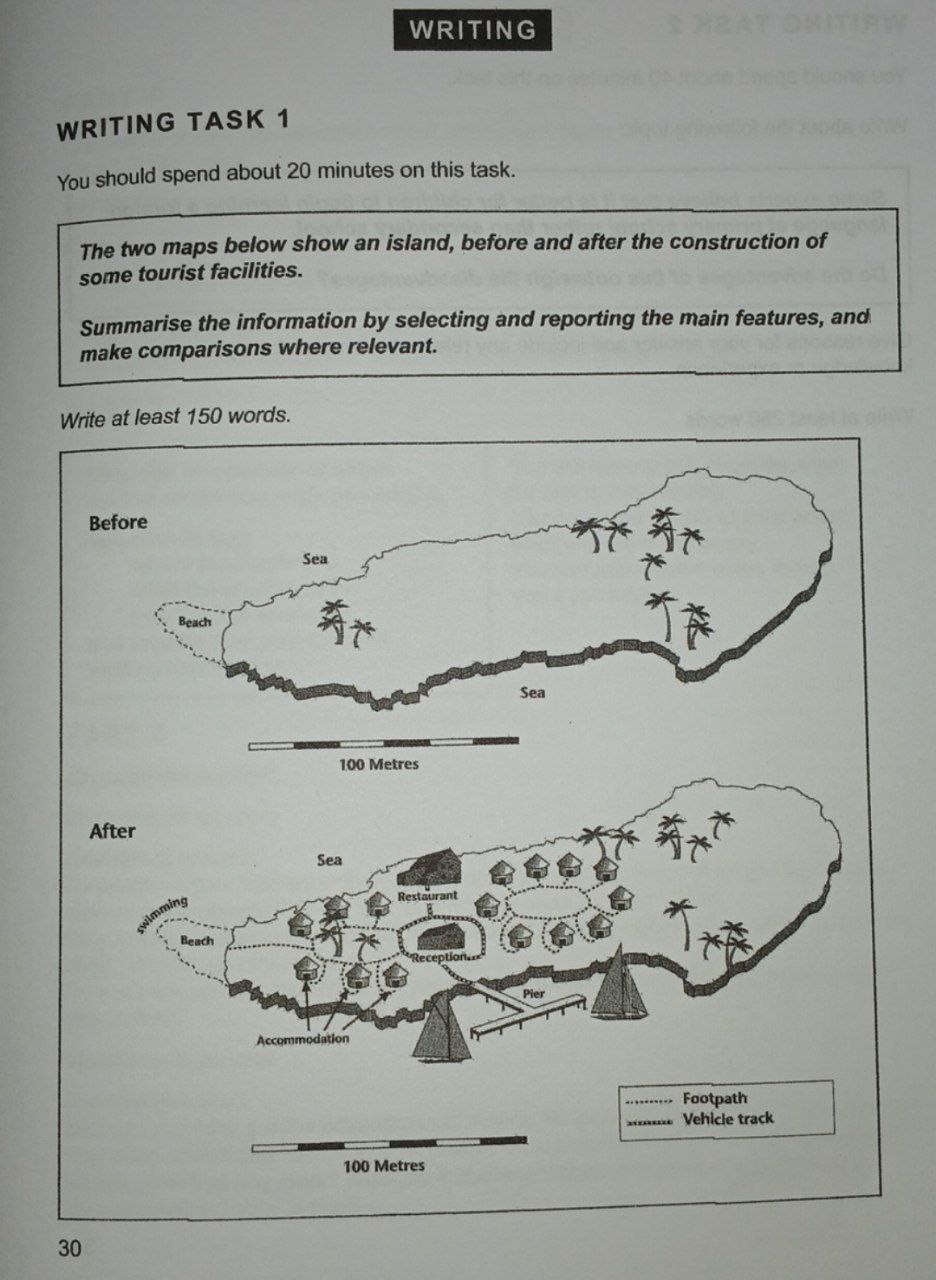 WRITING
WRITING TASK 1
You should spend about 20 minutes on this task.
The two maps below show an island, before and after the construction of
some tourist facilities.
Summarise the information by selecting and reporting the main features, and
make comparisons where relevant.
Write at least 150 words.
Before
Sea
Beach
Sea
100 Metres
After
Sea
Restaurant
swimming
Beach
Reception
Pier
Accommodation
Footpath
Vehicle track
100 Metres
30